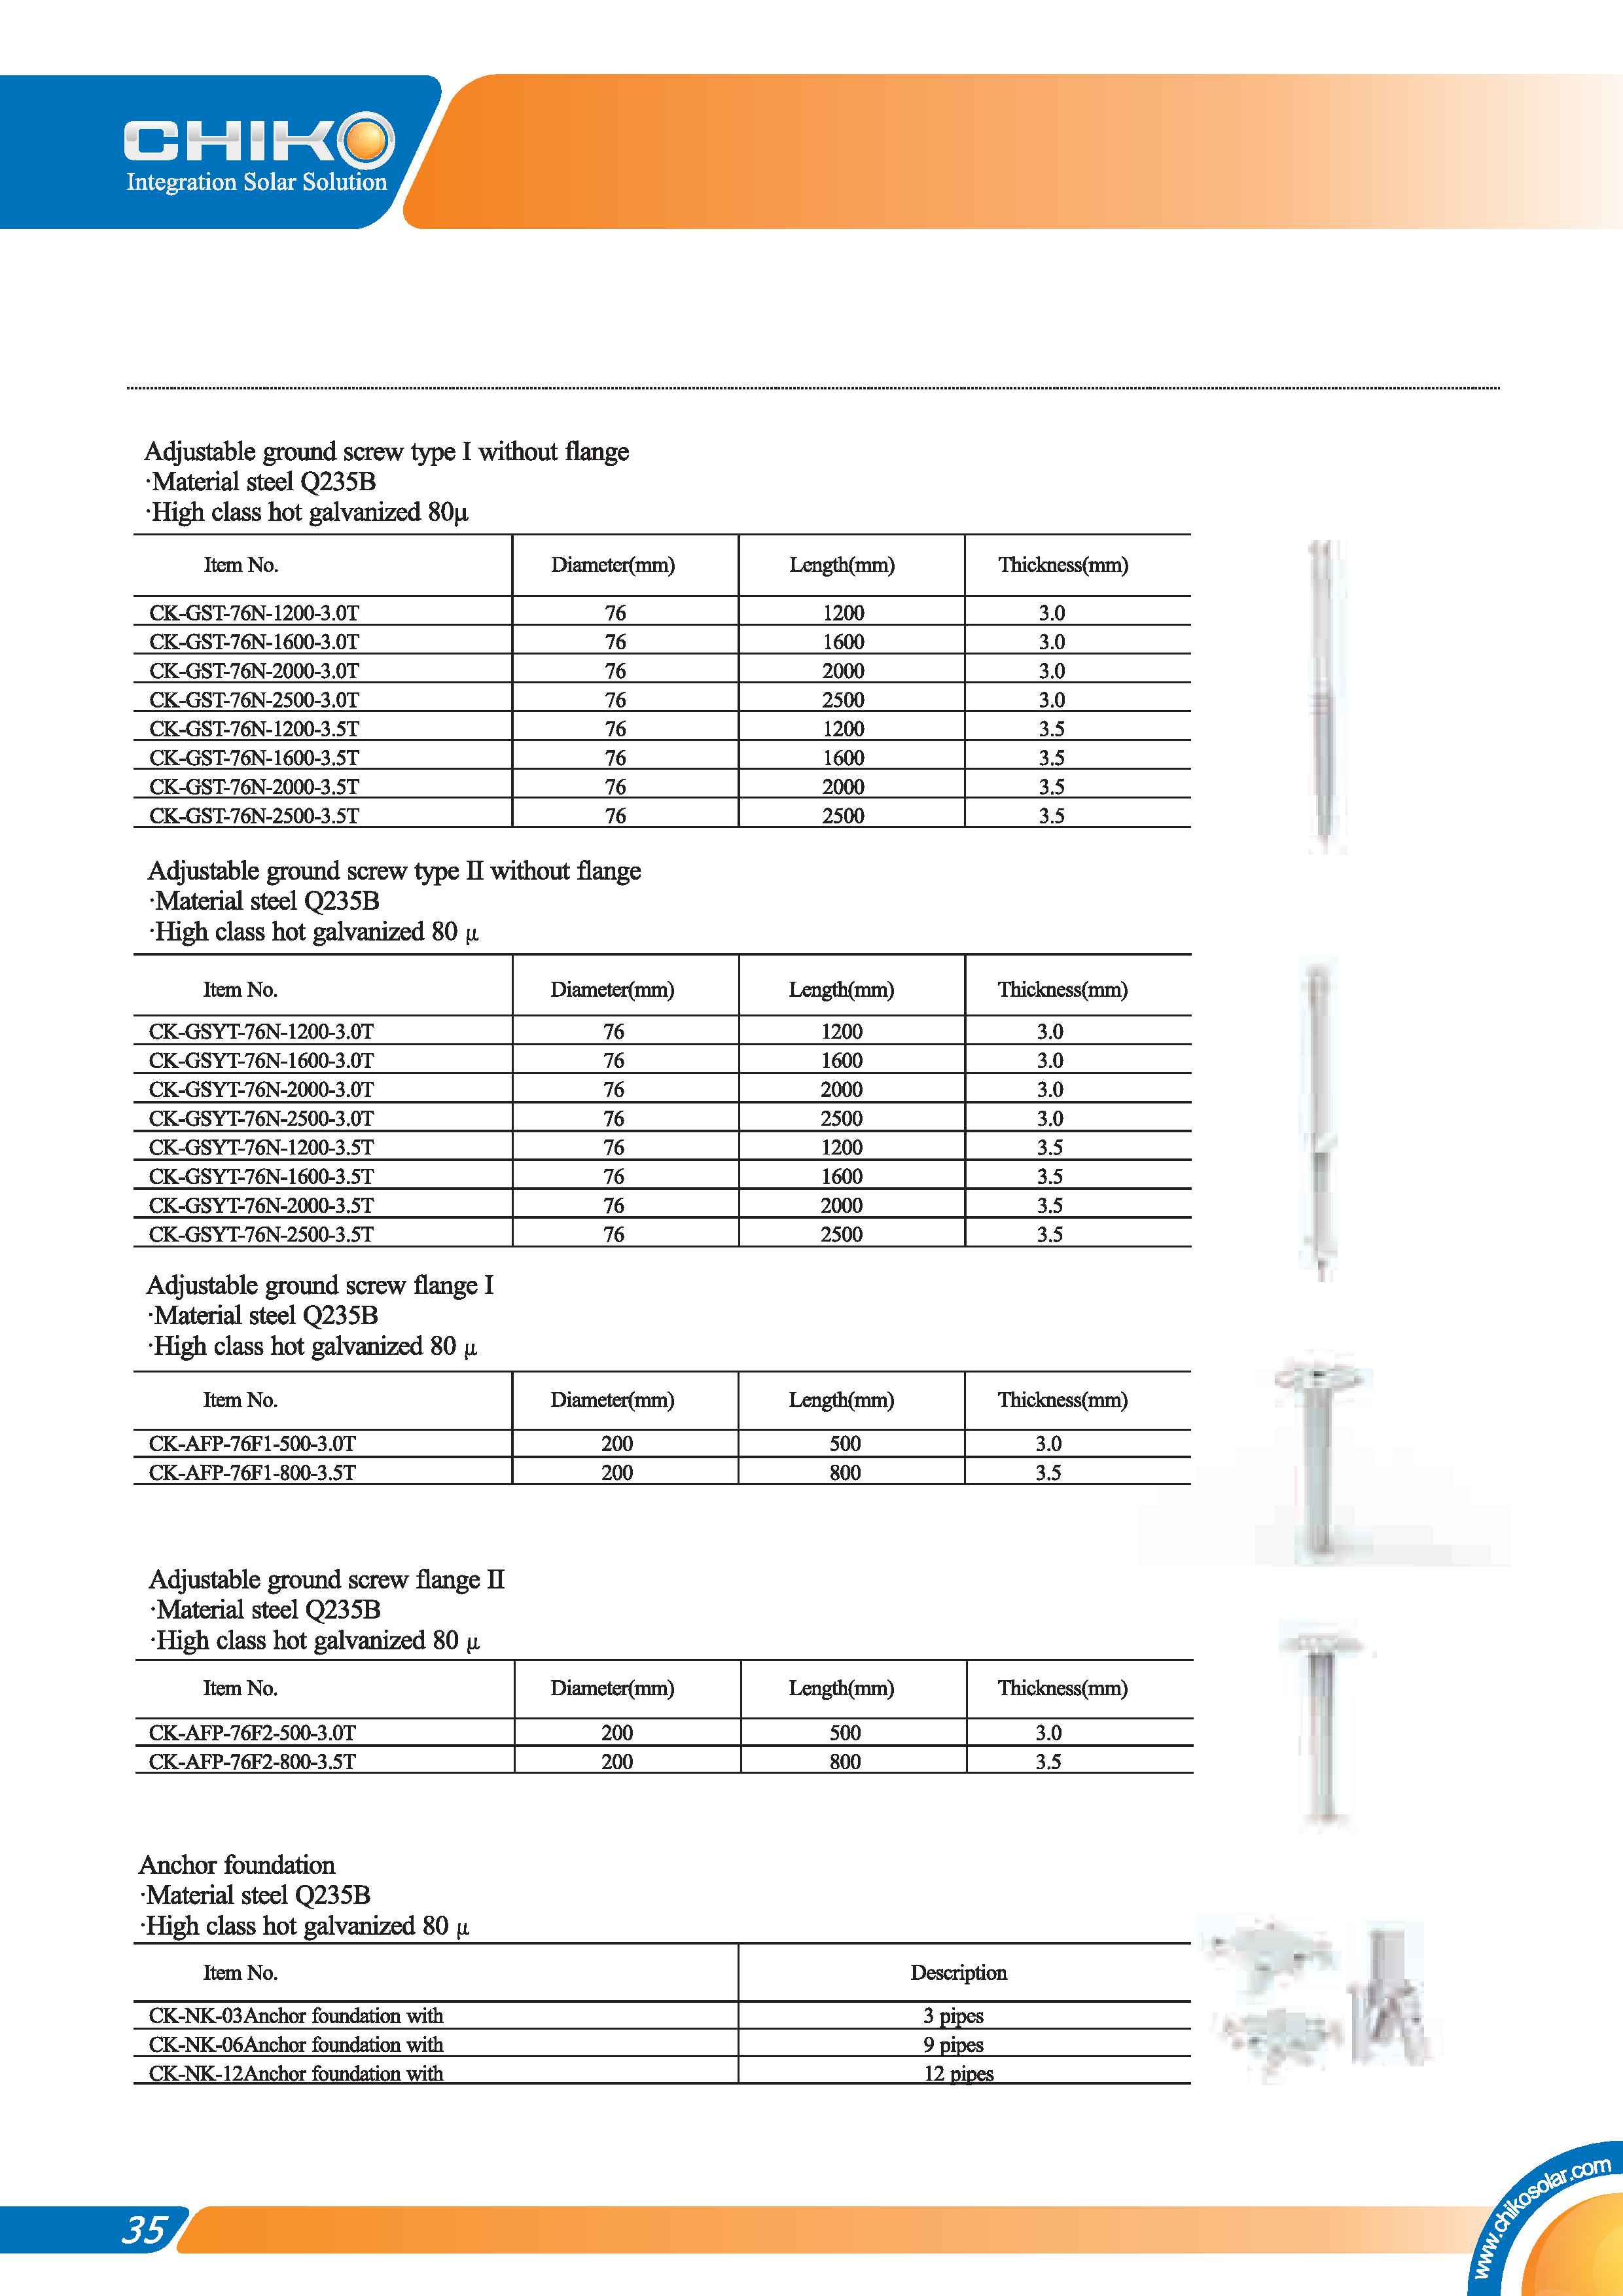 CHIKO
Integration Solar Solution
Adjustable ground screw type I without flange
·Material steel Q235B
·High class hot galvanized 80μ
Item No. Diameter(mm) Length(mm) Thickness(mm)
CK-GST-76N-1200-3.0T 76 1200 3.0
CK-GST-76N-1600-3.0T 76 1600 3.0
CK-GST-76N-2000-3.0T 76 2000 3.0
CK-GST-76N-2500-3.0T 76 2500 3.0
CK-GST-76N-1200-3.5T 76 1200 3.5
CK-GST-76N-1600-3.5T 76 1600 3.5
CK-GST-76N-2000-3.5T 76 2000 3.5
CK-GST-76N-2500-3.5T 76 2500 3.5
Adjustable ground screw type II without flange
·Material steel Q235B
·High class hot galvanized 80 μ
Item No. Diameter(mm) Length(mm) Thickness(mm)
CK-GSYT-76N-1200-3.0T 76 1200 3.0
CK-GSYT-76N-1600-3.0T 76 1600 3.0
CK-GSYT-76N-2000-3.0T 76 2000 3.0
CK-GSYT-76N-2500-3.0T 76 2500 3.0
CK-GSYT-76N-1200-3.5T 76 1200 3.5
CK-GSYT-76N-1600-3.5T 76 1600 3.5
CK-GSYT-76N-2000-3.5T 76 2000 3.5
CK-GSYT-76N-2500-3.5T 76 2500 3.5
Adjustable ground screw flange I
·Material steel Q235B
·High class hot galvanized 80 μ
Item No. Diameter(mm) Length(mm) Thickness(mm)
CK-AFP-76F1-500-3.0T 200 500 3.0
CK-AFP-76F1-800-3.5T 200 800 3.5
Adjustable ground screw flange II
·Material steel Q235B
·High class hot galvanized 80 μ
Item No. Diameter(mm) Length(mm) Thickness(mm)
CK-AFP-76F2-500-3.0T 200 500 3.0
CK-AFP-76F2-800-3.5T 200 800 3.5
Anchor foundation
·Material steel Q235B
·High class hot galvanized 80 μ
Item No. Description
CK-NK-03Anchor foundation with 3 pipes
CK-NK-06Anchor foundation with 9 pipes
CK-NK-12Anchor foundation with 12 pipes
35
www.chikosolar.com